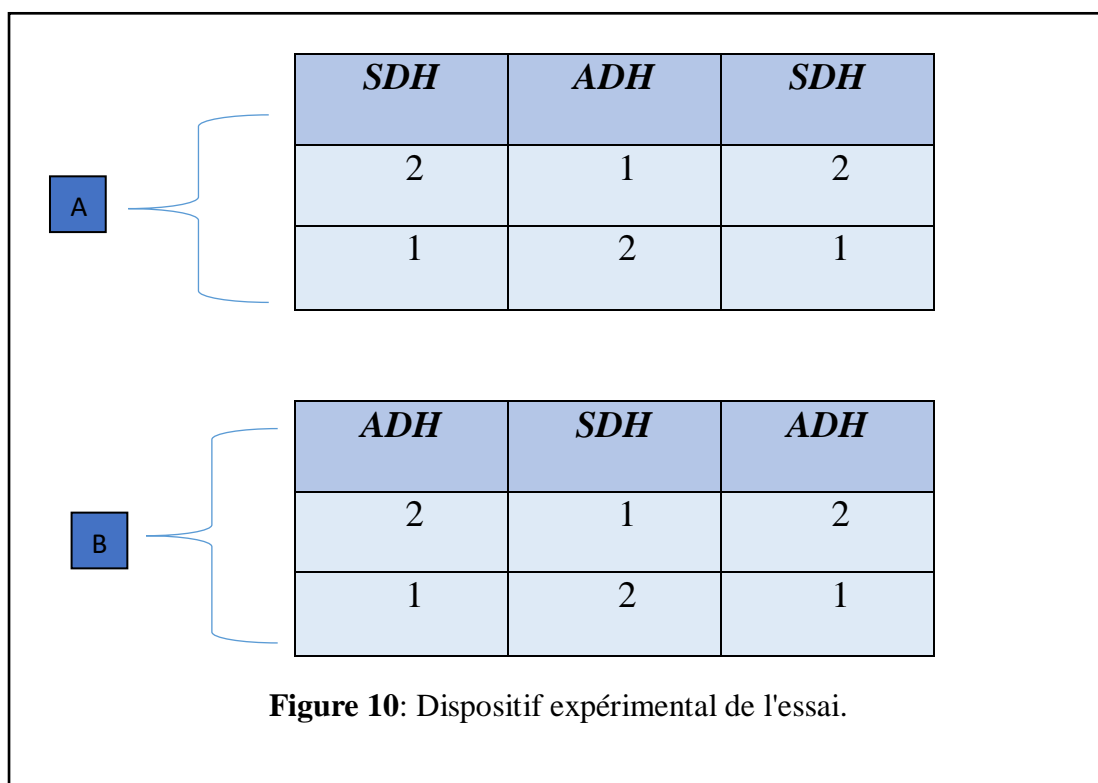 SDH ADH SDH
A
2 1 2
1 2 1
ADH SDH ADH
B
2 1 2
1 2 1
Figure 10: Dispositif expérimental de l'essai.